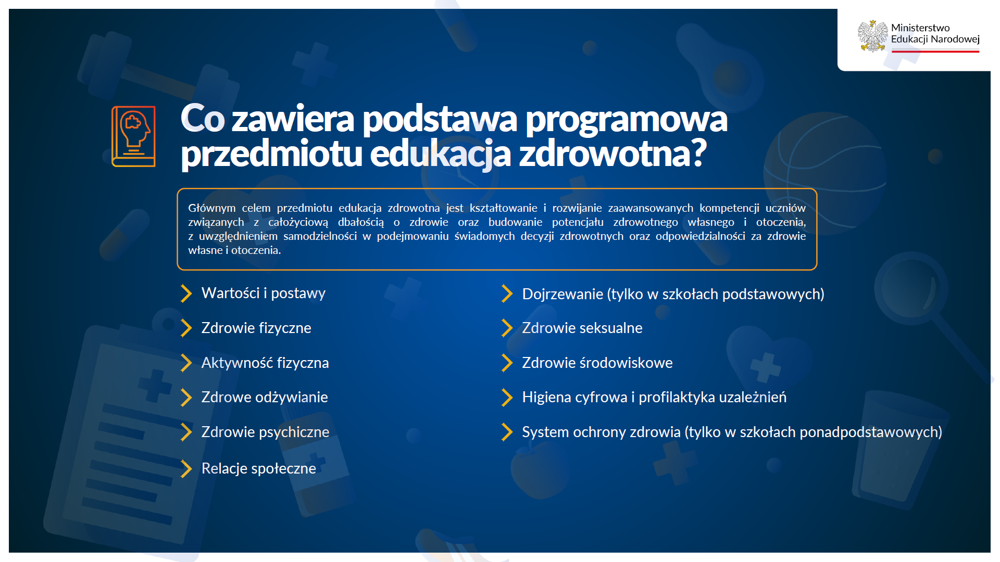 Ministerstwo
Edukacji Narodowej
Co zawiera podstawa programowa
przedmiotu edukacja zdrowotna?
Głównym celem przedmiotu edukacja zdrowotna jest kształtowanie i rozwijanie zaawansowanych kompetencji uczniów
związanych z całożyciową dbałością o zdrowie oraz budowanie potencjału zdrowotnego własnego i otoczenia,
z uwzględnieniem samodzielności w podejmowaniu świadomych decyzji zdrowotnych oraz odpowiedzialności za zdrowie
własne i otoczenia.
Wartości i postawy
Zdrowie fizyczne
Aktywność fizyczna
Zdrowe odżywianie
Zdrowie psychiczne
Relacje społeczne
Dojrzewanie (tylko w szkołach podstawowych)
Zdrowie seksualne
Zdrowie środowiskowe
Higiena cyfrowa i profilaktyka uzależnień
System ochrony zdrowia (tylko w szkołach ponadpodstawowych)